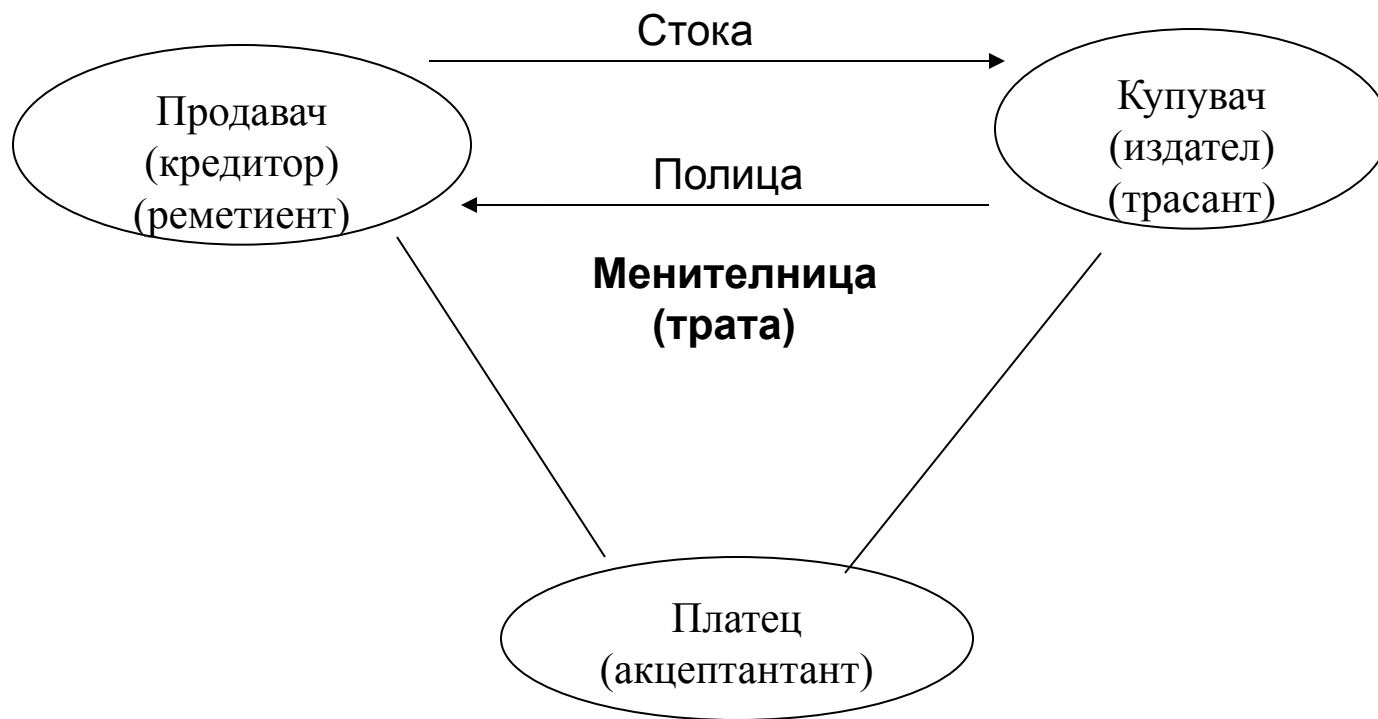 Стока
Продавач
(кредитор)
(реметиент)
Купувач
(издател)
(трасант)
Полица
Менителница
(трата)
Платец
(акцептантант)